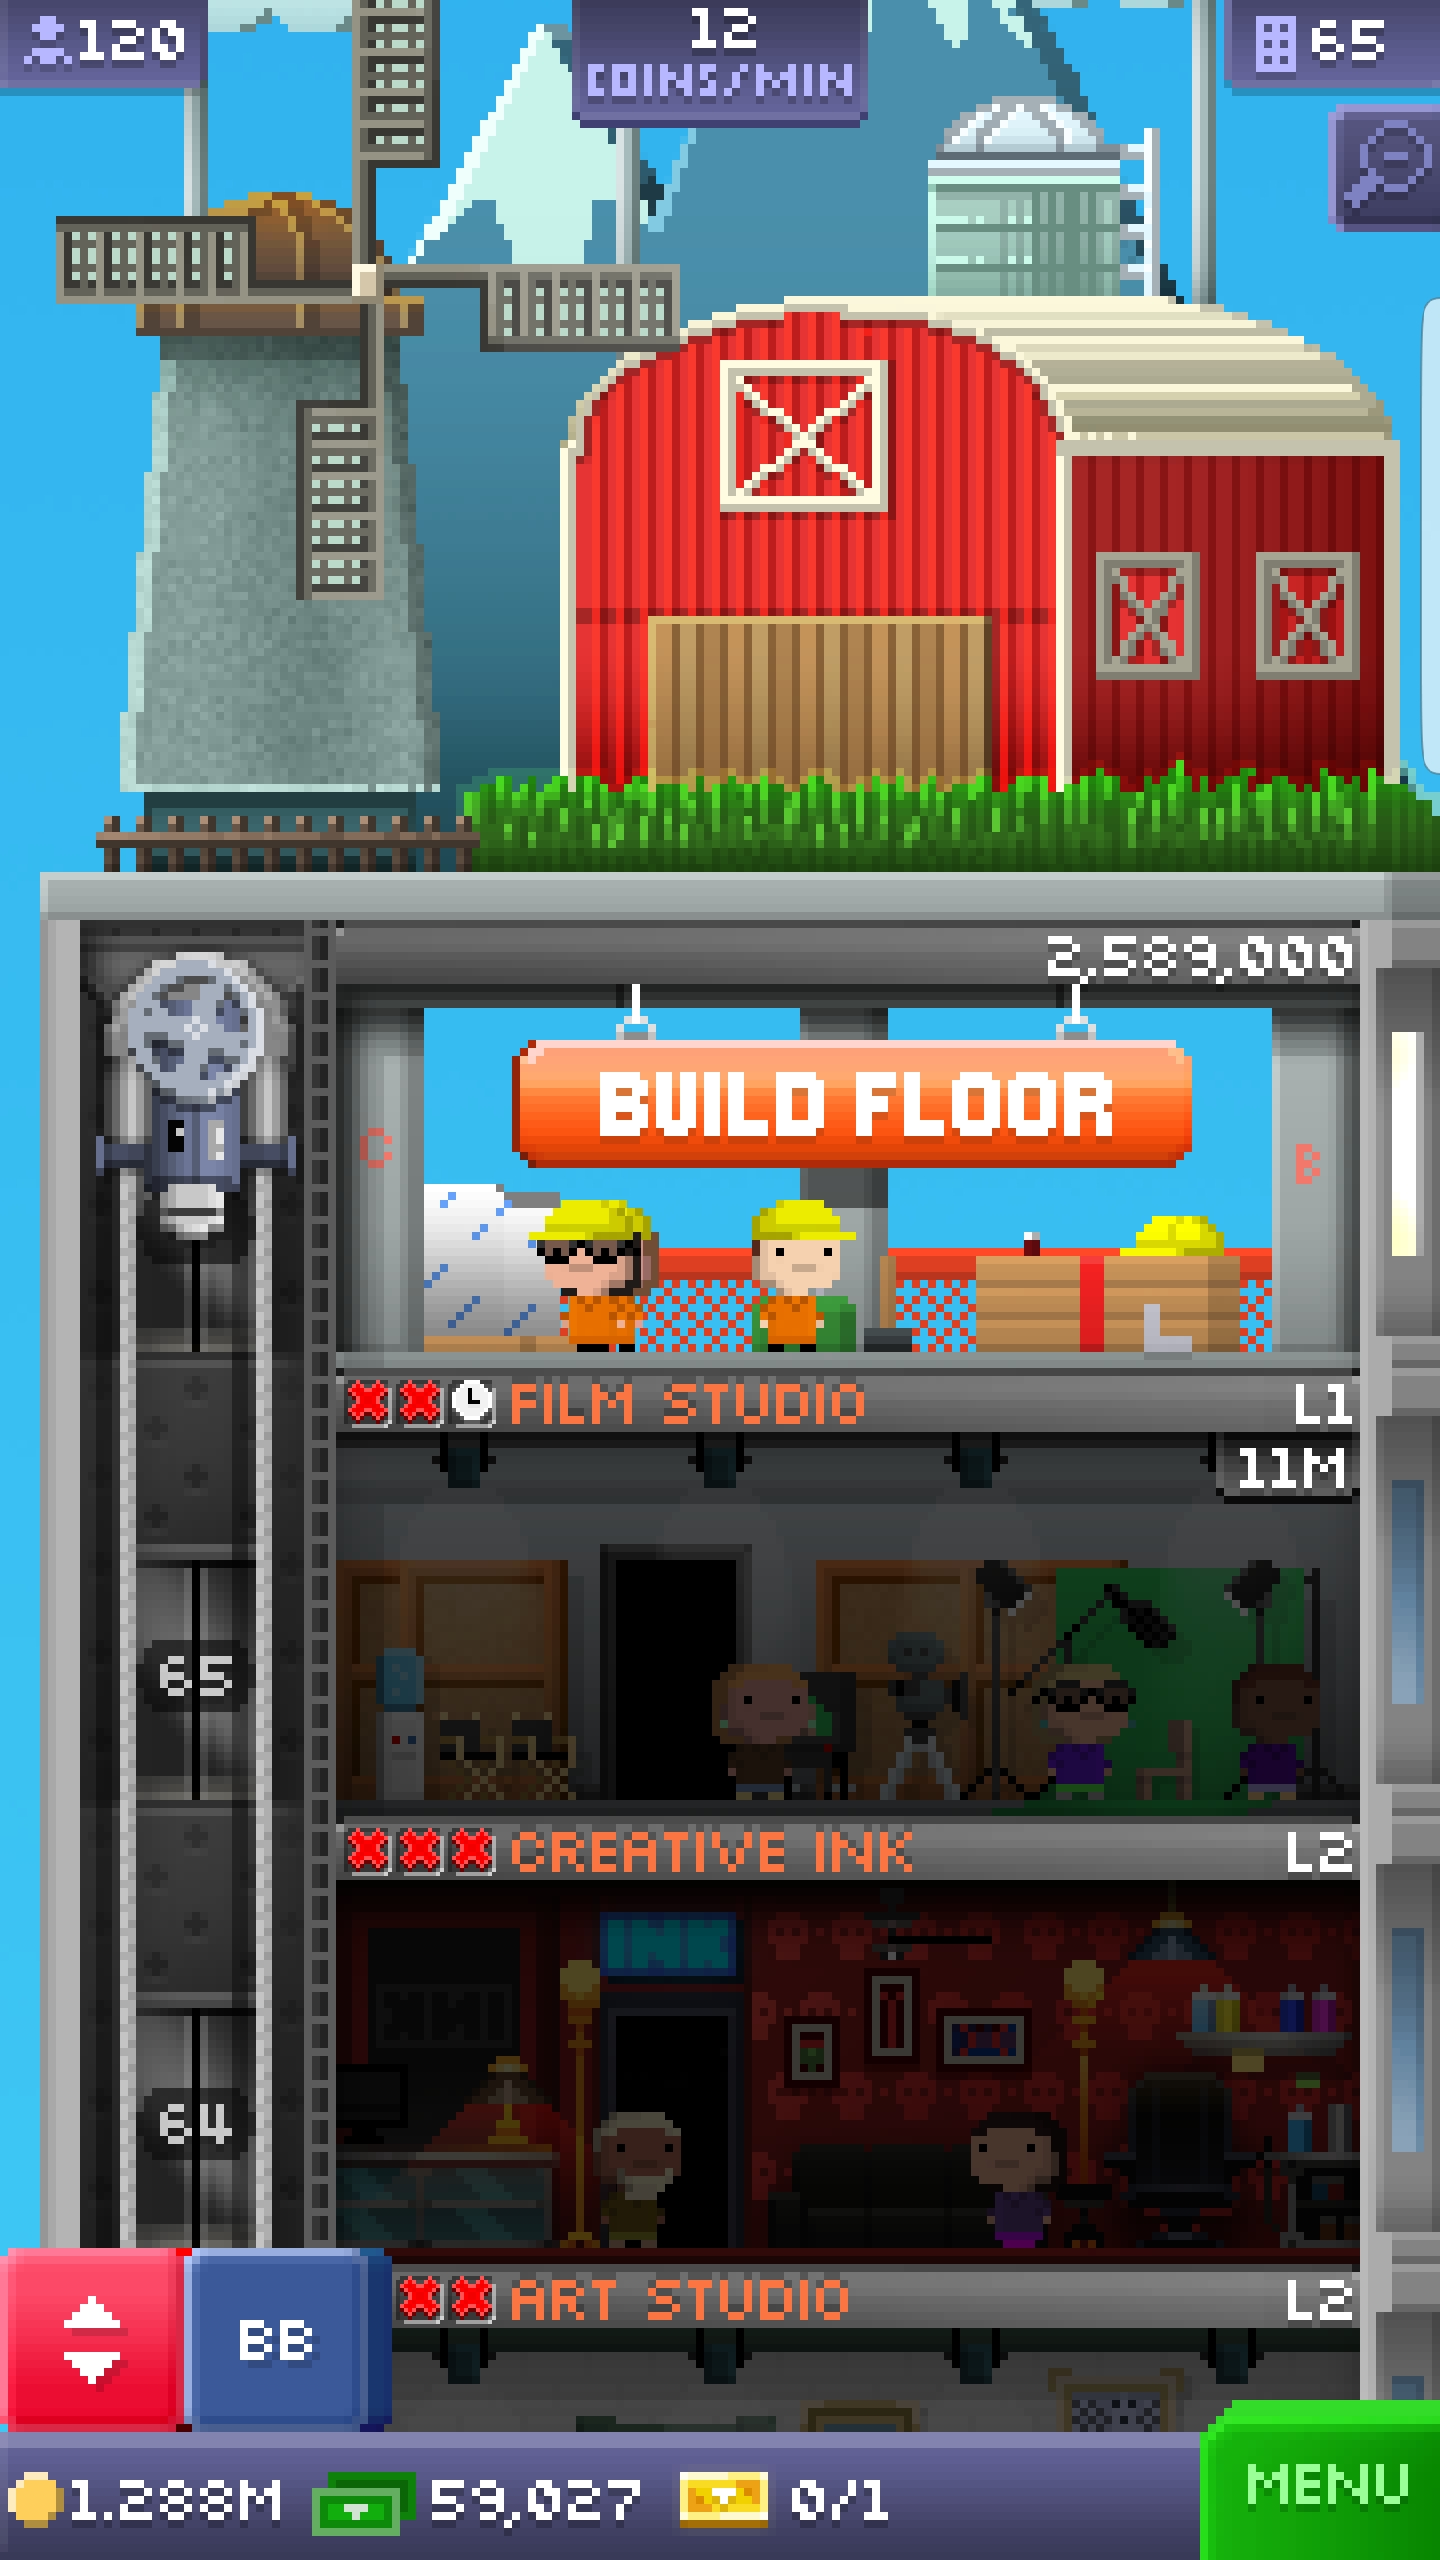 120
12
COINS/MIN
65
2,589,000
BUILD FLOOR
C
B
FILM STUDIO
L1
11M
65
CREATIVE INK
L2
INK
64
ART STUDIO
L2
BB
1.288M
59,027
0/1
MENU